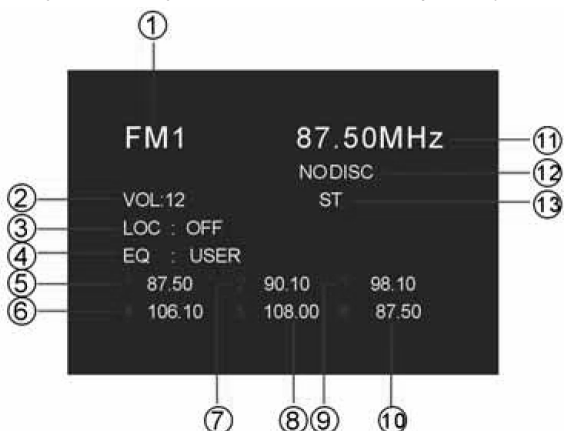 ①
FM1 87.50MHz ⑪
NODISC ⑫
② VOL:12 ST ⑬
③ LOC : OFF
④ EQ : USER
⑤ 87.50 90.10 98.10
⑥ 106.10 108.00 87.50
⑦ ⑧ ⑨ ⑩